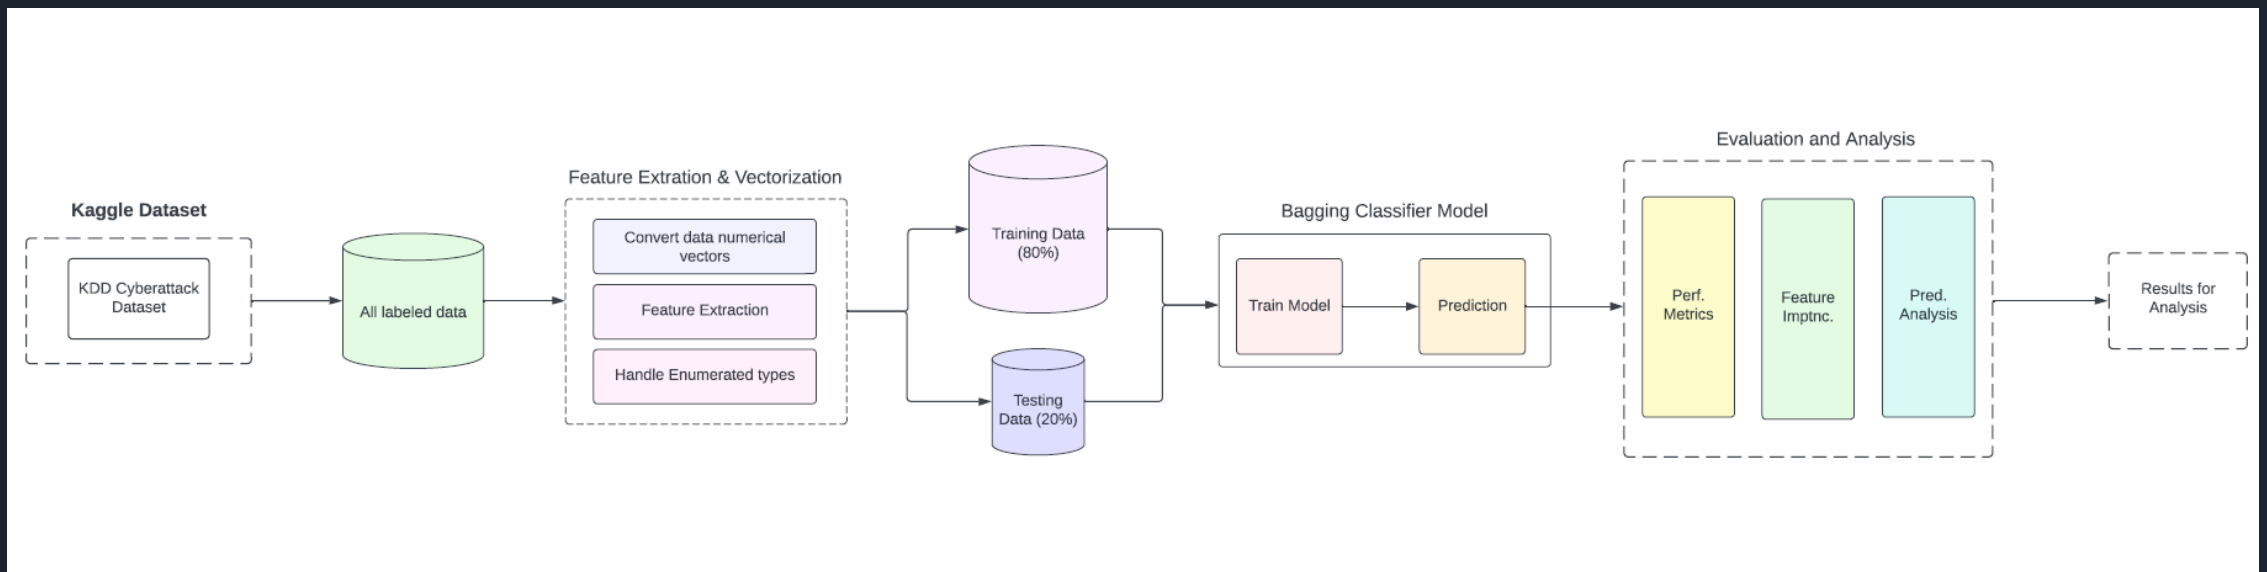 Kaggle Dataset
KDD Cyberattack
Dataset
All labeled data
Feature Extration & Vectorization
Convert data numerical
vectors
Feature Extraction
Handle Enumerated types
Training Data
(80%)
Testing
Data (20%)
Bagging Classifier Model
Train Model
Prediction
Evaluation and Analysis
Perf.
Metrics
Feature
Imptnc.
Pred.
Analysis
Results for
Analysis